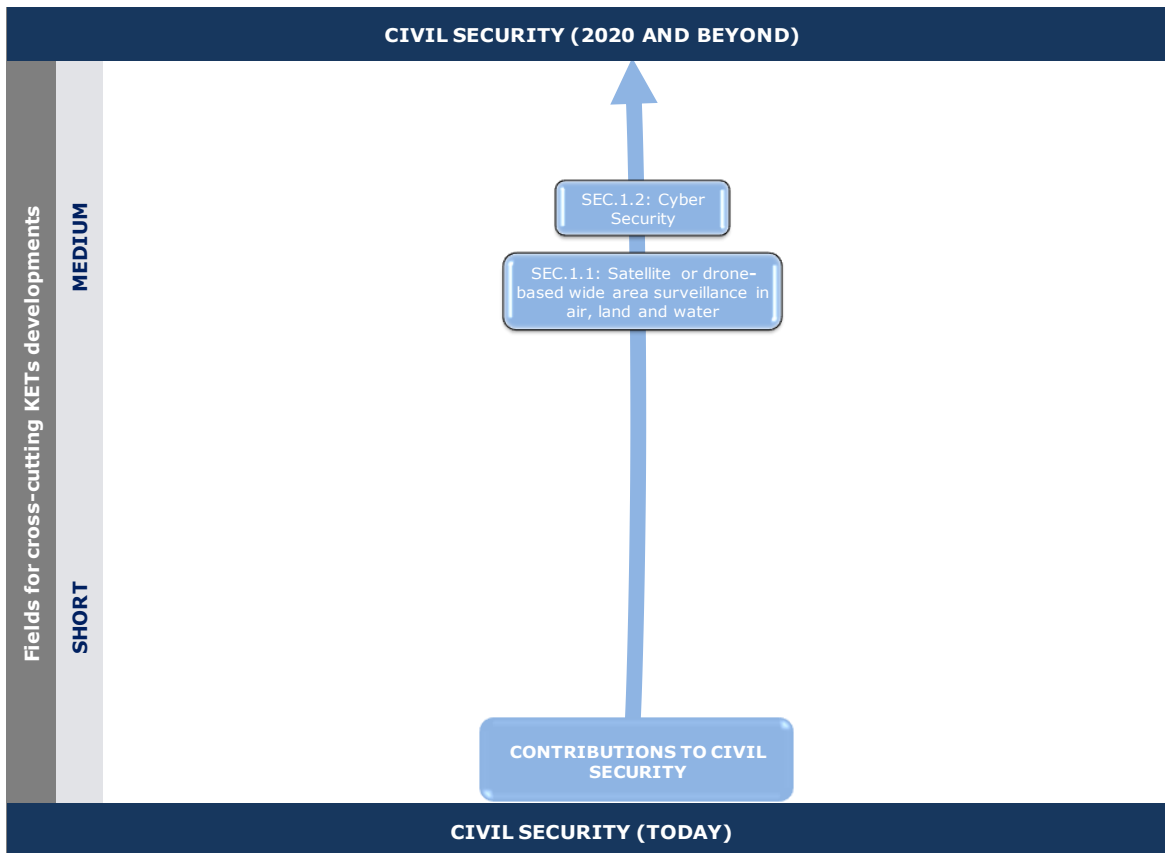 CIVIL SECURITY (2020 AND BEYOND)
Fields for cross-cutting KETs developments
MEDIUM
SHORT
SEC.1.2: Cyber
Security
SEC.1.1: Satellite or drone-
based wide area surveillance in
air, land and water
CONTRIBUTIONS TO CIVIL
SECURITY
CIVIL SECURITY (TODAY)